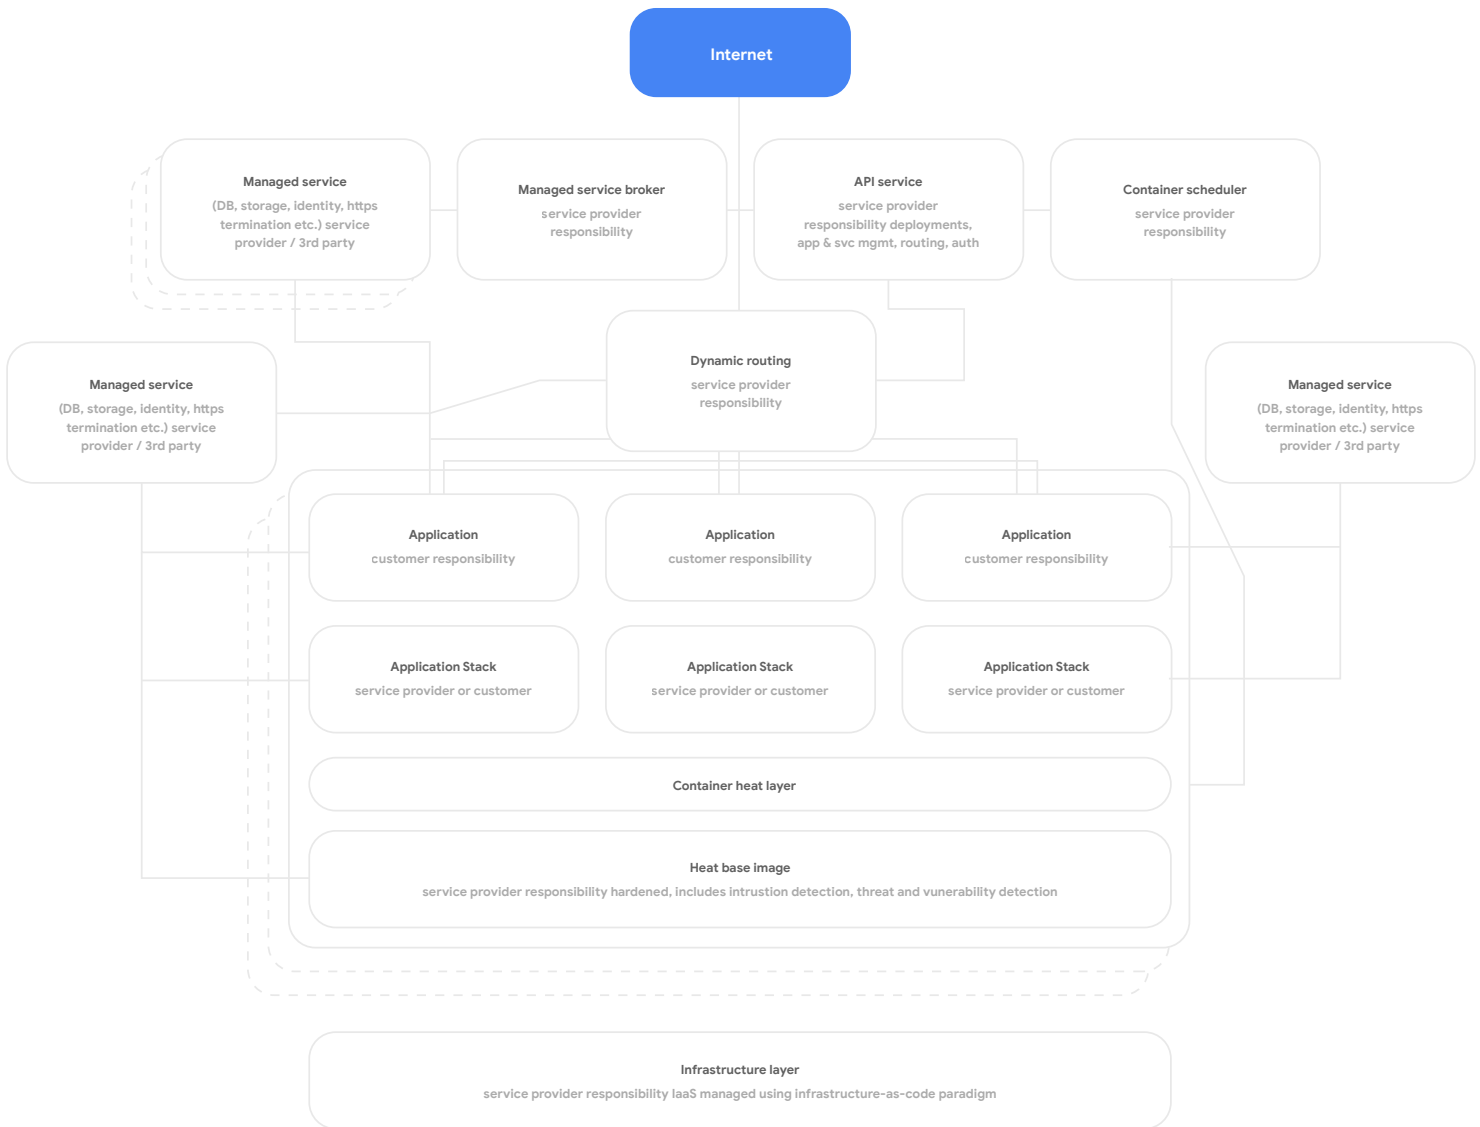 Internet
Managed service
(DB, storage, identity, https
termination etc.) service
provider / 3rd party
Managed service broker
service provider
responsibility
API service
service provider
responsibility deployments,
app & svc mgmt, routing, auth
Container scheduler
service provider
responsibility
Managed service
(DB, storage, identity, https
termination etc.) service
provider / 3rd party
Dynamic routing
service provider
responsibility
Managed service
(DB, storage, identity, https
termination etc.) service
provider / 3rd party
Application
customer responsibility
Application
customer responsibility
Application
customer responsibility
Application Stack
service provider or customer
Application Stack
service provider or customer
Application Stack
service provider or customer
Container heat layer
Heat base image
service provider responsibility hardened, includes intrustion detection, threat and vunerability detection
Infrastructure layer
service provider responsibility IaaS managed using infrastructure-as-code paradigm